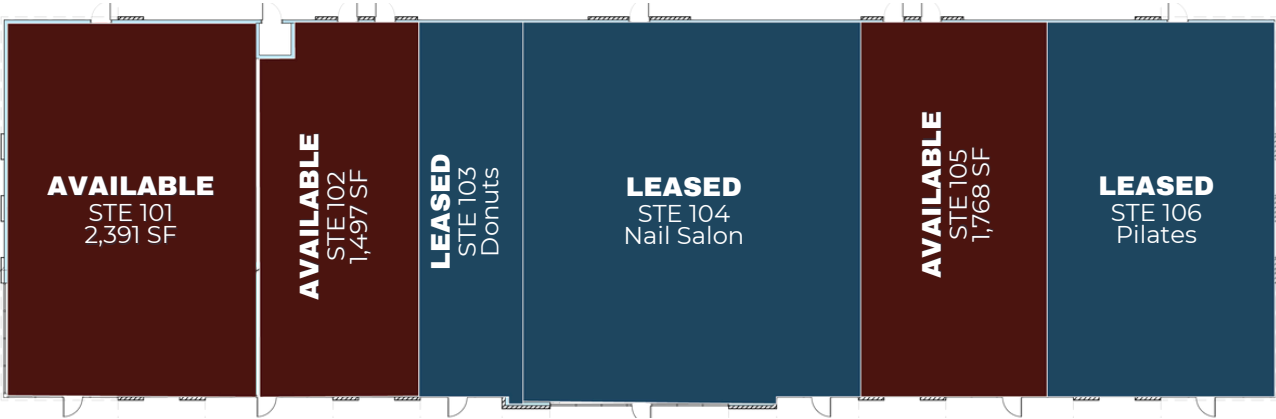 AVAILABLE
STE 101
2,391 SF
AVAILABLE
STE 102
1,497 SF
LEASED
STE 103
Donuts
LEASED
STE 104
Nail Salon
AVAILABLE
STE 105
1,768 SF
LEASED
STE 106
Pilates